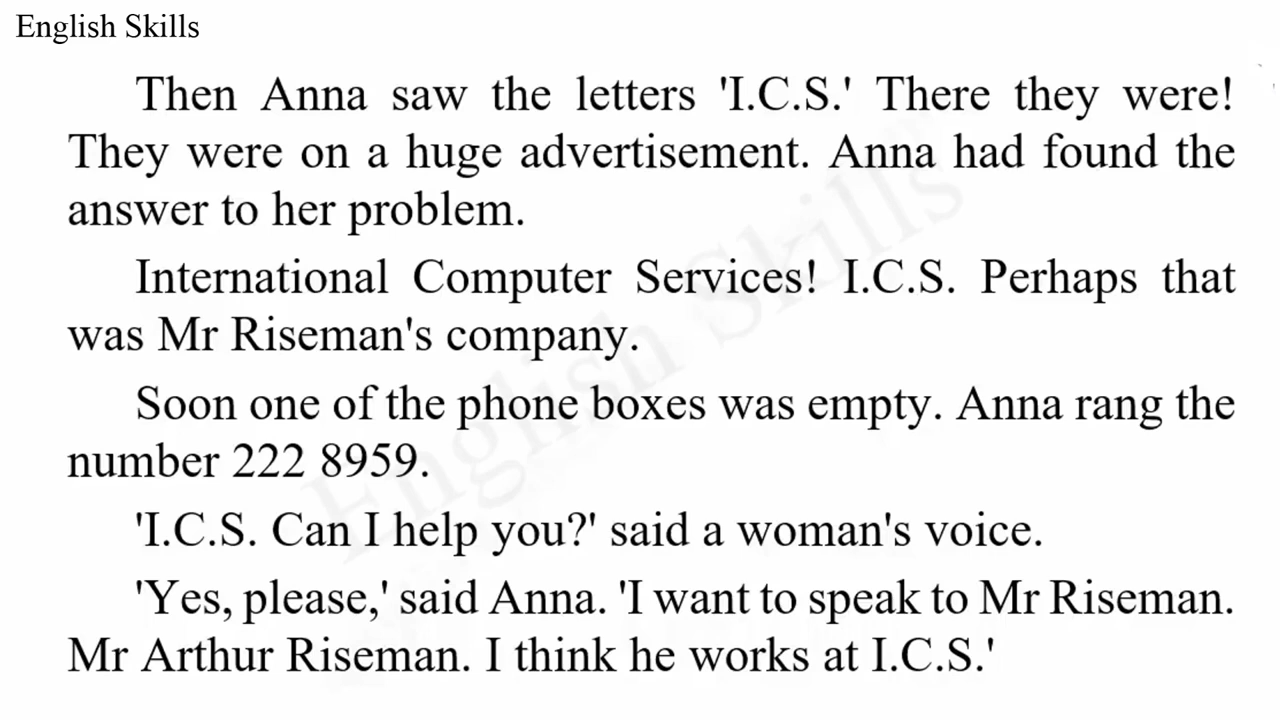 English Skills
Then Anna saw the letters 'I.C.S.' There they were!
They were on a huge advertisement. Anna had found the
answer to her problem.
International Computer Services! I.C.S. Perhaps that
was Mr Riseman's company.
Soon one of the phone boxes was empty. Anna rang the
number 222 8959.
'I.C.S. Can I help you?' said a woman's voice.
'Yes, please,' said Anna. 'I want to speak to Mr Riseman.
Mr Arthur Riseman. I think he works at I.C.S.'
English Skills